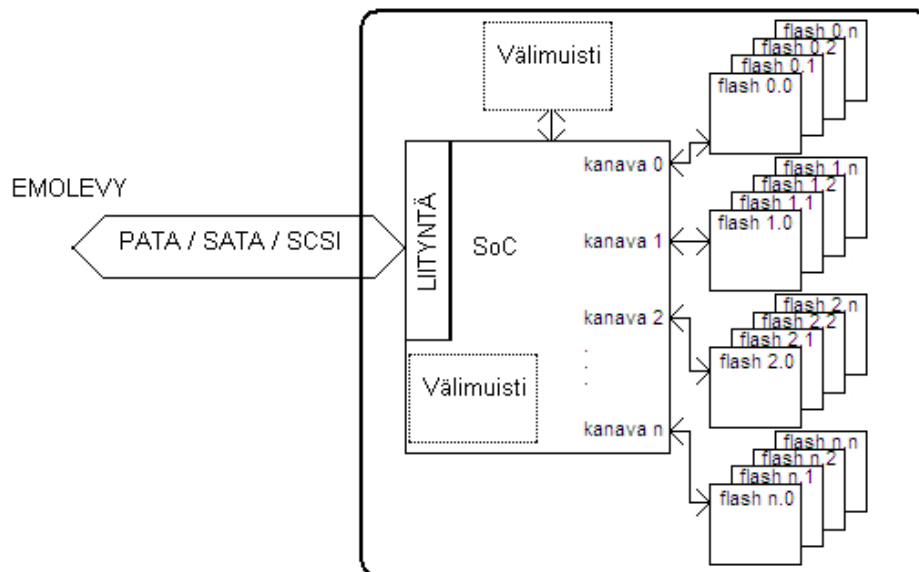 EMOLEVY
PATA / SATA / SCSI
LIITYNTÄ
SoC
Välimuisti
Välimuisti
kanava 0
kanava 1
kanava 2
.
.
.
kanava n
flash 0.n
flash 0.2
flash 0.1
flash 0.0
flash 1.n
flash 1.2
flash 1.1
flash 1.0
flash 2.n
flash 2.2
flash 2.1
flash 2.0
flash n.n
flash n.2
flash n.1
flash n.0